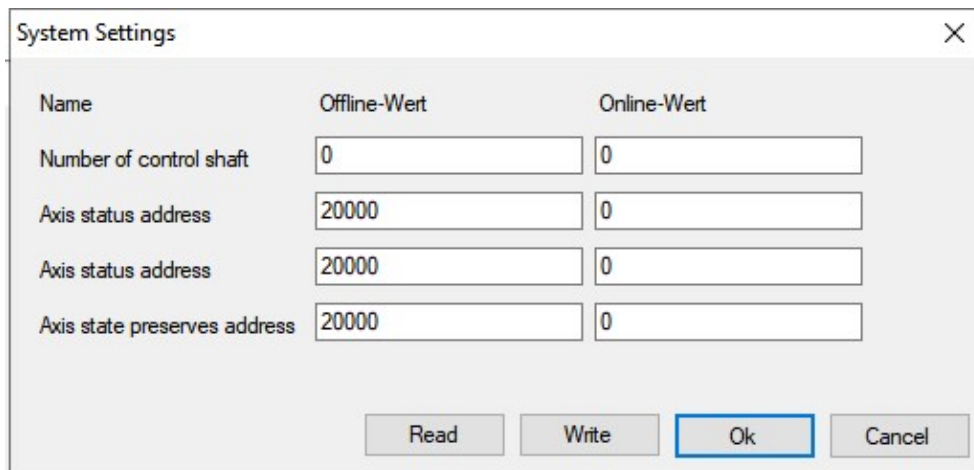 System Settings
Name Offline-Wert Online-Wert
Number of control shaft 0 0
Axis status address 20000 0
Axis status address 20000 0
Axis state preserves address 20000 0
Read Write Ok Cancel